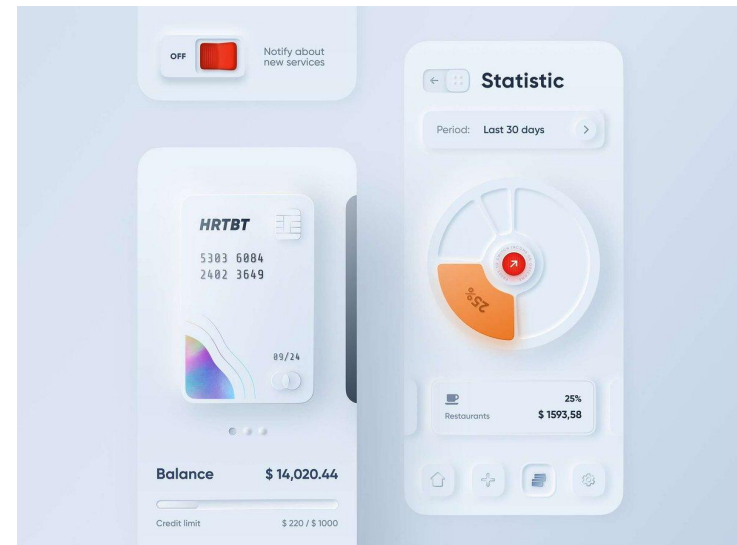 OFF
Notify about
new services
HRTBT
5303 6084
2402 3649
09/24
Balance $ 14,020.44
Credit limit $ 220 / $ 1000
Statistic
Period: Last 30 days
25%
25%
Restaurants $ 1593,58